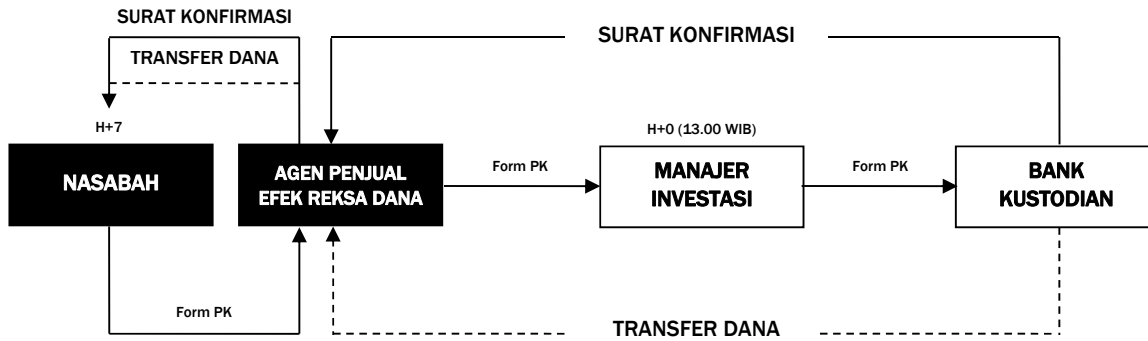 SURAT KONFIRMASI
TRANSFER DANA
SURAT KONFIRMASI
H+7
H+0 (13.00 WIB)
NASABAH
AGEN PENJUAL
EFEK REKSA DANA
Form PK
MANAJER
INVESTASI
Form PK
BANK
KUSTODIAN
Form PK
TRANSFER DANA